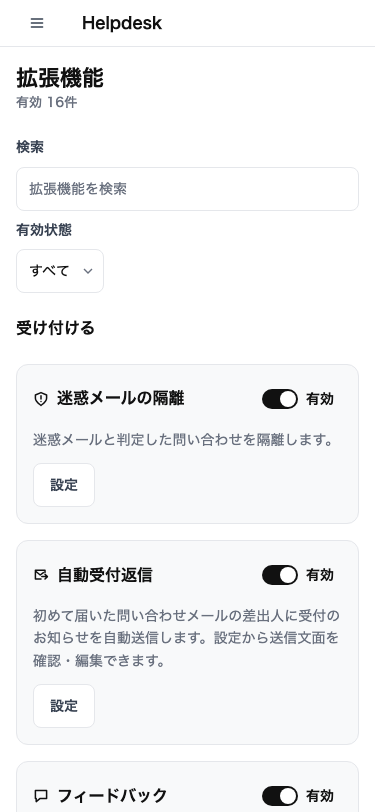 Helpdesk
拡張機能
有効 16件
検索
拡張機能を検索
有効状態
すべて
受け付ける
迷惑メールの隔離
有効
迷惑メールと判定した問い合わせを隔離します。
設定
自動受付返信
有効
初めて届いた問い合わせメールの差出人に受付の
お知らせを自動送信します。設定から送信文面を
確認・編集できます。
設定
フィードバック
有効